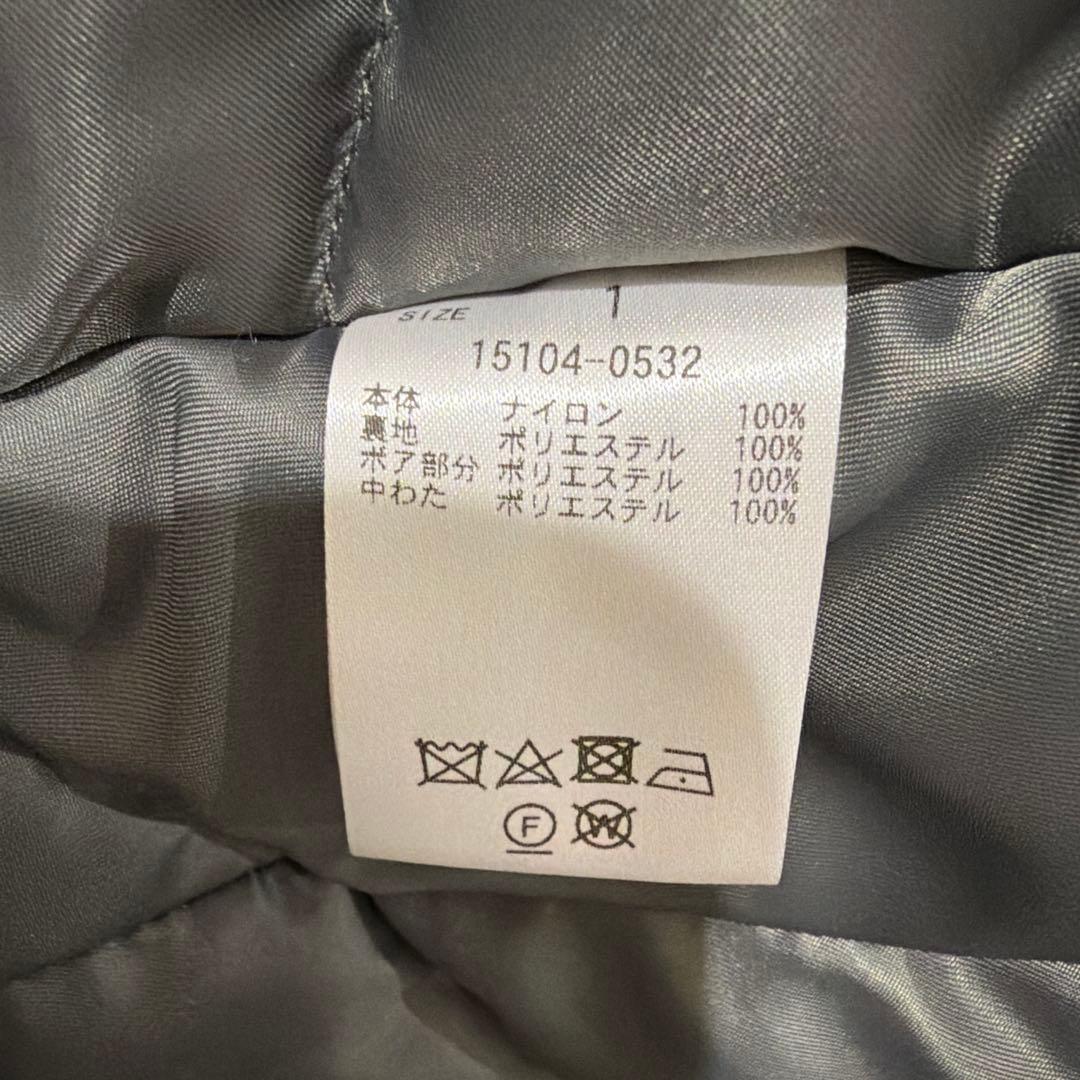 SIZE 1
15104-0532
本体 ナイロン 100%
裏地 ポリエステル 100%
ボア部分 ポリエステル 100%
中わた ポリエステル 100%
F W